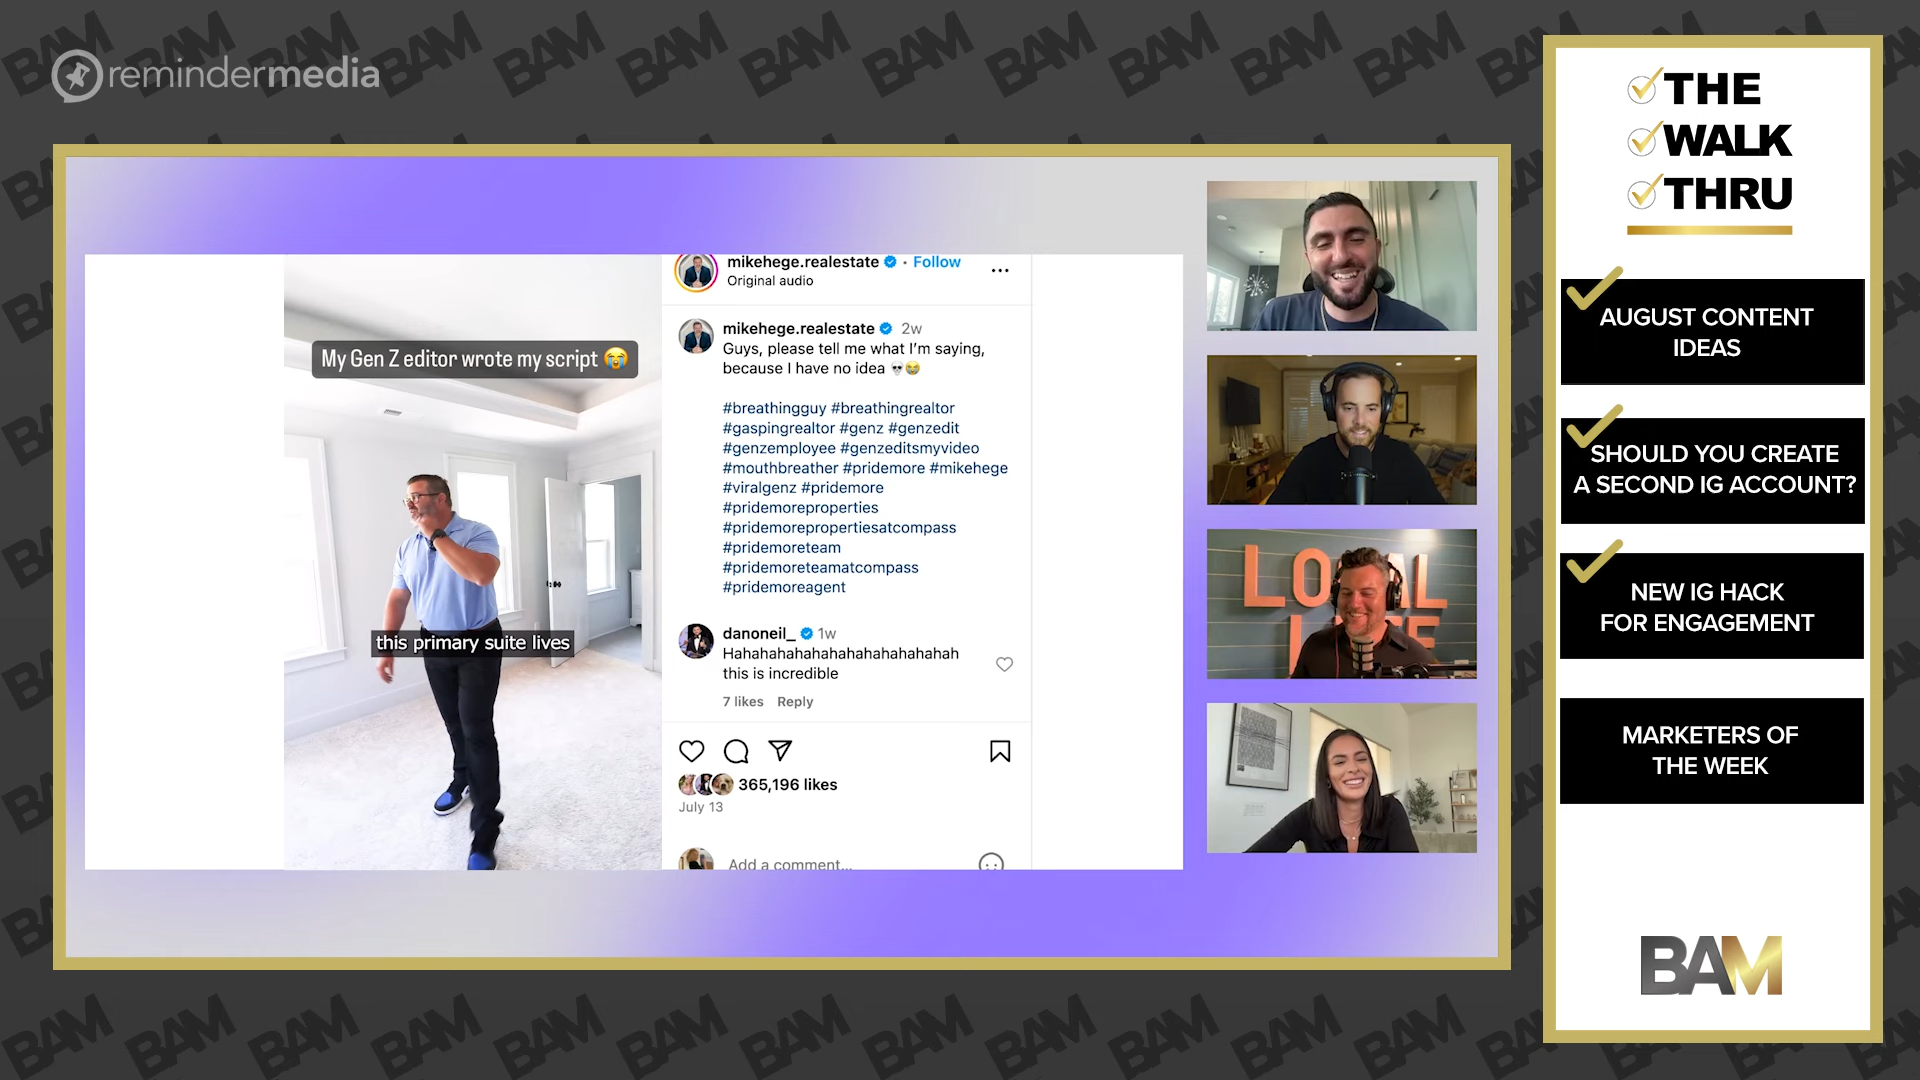 remindermedia
My Gen Z editor wrote my script 😭
this primary suite lives
mikehege.realestate • Follow
Original audio
mikehege.realestate 2w
Guys, please tell me what I'm saying,
because I have no idea 💀😭
#breathingguy #breathingrealtor
#gaspingrealtor #genz #genzedit
#genzemployee #genzeditsmyvideo
#mouthbreather #pridemore #mikehege
#viralgenz #pridemore
#pridemoreproperties
#pridemorepropertiesatcompass
#pridemoreteam
#pridemoreteamatcompass
#pridemoreagent
danoneil_ 1w
Hahahahahahahahahahahahah
this is incredible
7 likes Reply
365,196 likes
July 13
Add a comment...
LOCAL
LIFE
THE
WALK
THRU
AUGUST CONTENT
IDEAS
SHOULD YOU CREATE
A SECOND IG ACCOUNT?
NEW IG HACK
FOR ENGAGEMENT
MARKETERS OF
THE WEEK
BAM